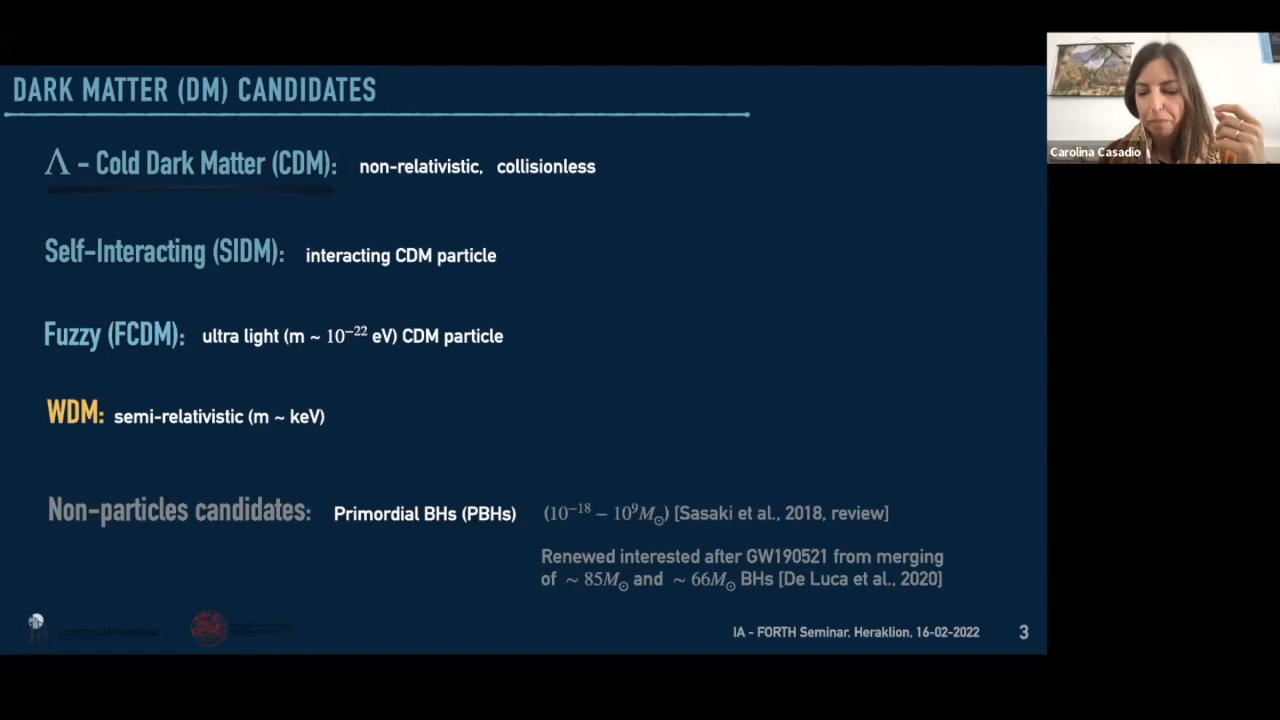 DARK MATTER (DM) CANDIDATES
Carolina Casadio
Λ - Cold Dark Matter (CDM): non-relativistic, collisionless
Self-Interacting (SIDM): interacting CDM particle
Fuzzy (FCDM): ultra light (m ~ 10⁻²² eV) CDM particle
WDM: semi-relativistic (m ~ keV)
Non-particles candidates: Primordial BHs (PBHs) (10⁻¹⁸ – 10⁹M☉) [Sasaki et al., 2018, review]
Renewed interested after GW190521 from merging
of ~ 85M☉ and ~ 66M☉ BHs [De Luca et al., 2020]
IA - FORTH Seminar, Heraklion, 16-02-2022 3